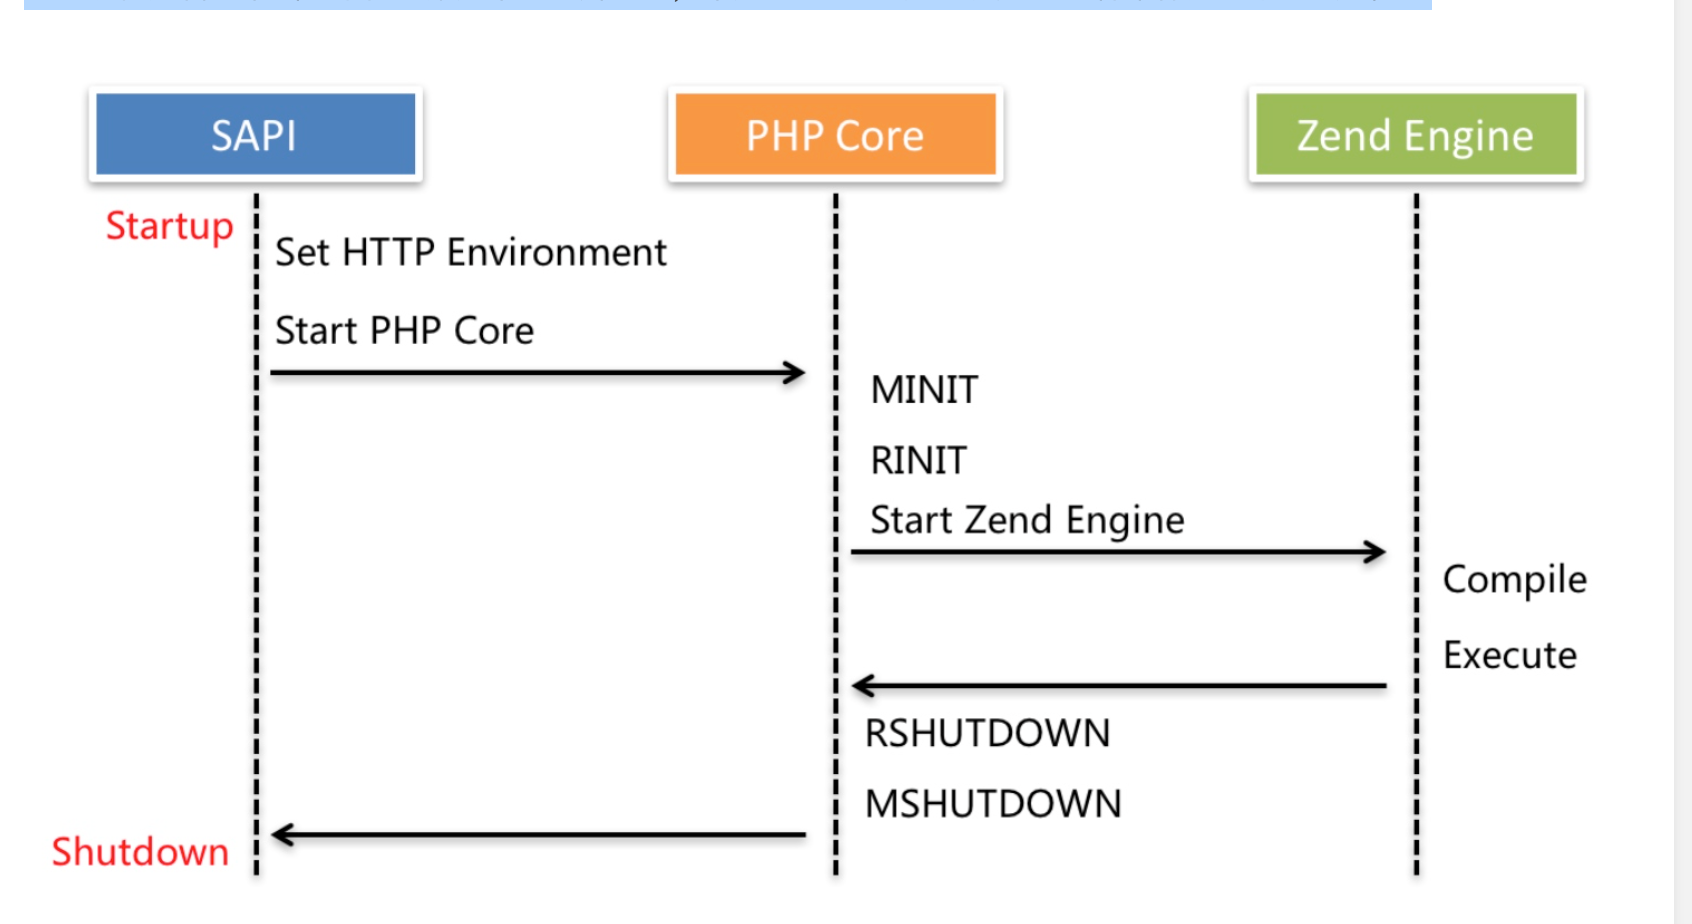 SAPI
PHP Core
Zend Engine
Startup
Set HTTP Environment
Start PHP Core
MINIT
RINIT
Start Zend Engine
Compile
Execute
RSHUTDOWN
MSHUTDOWN
Shutdown